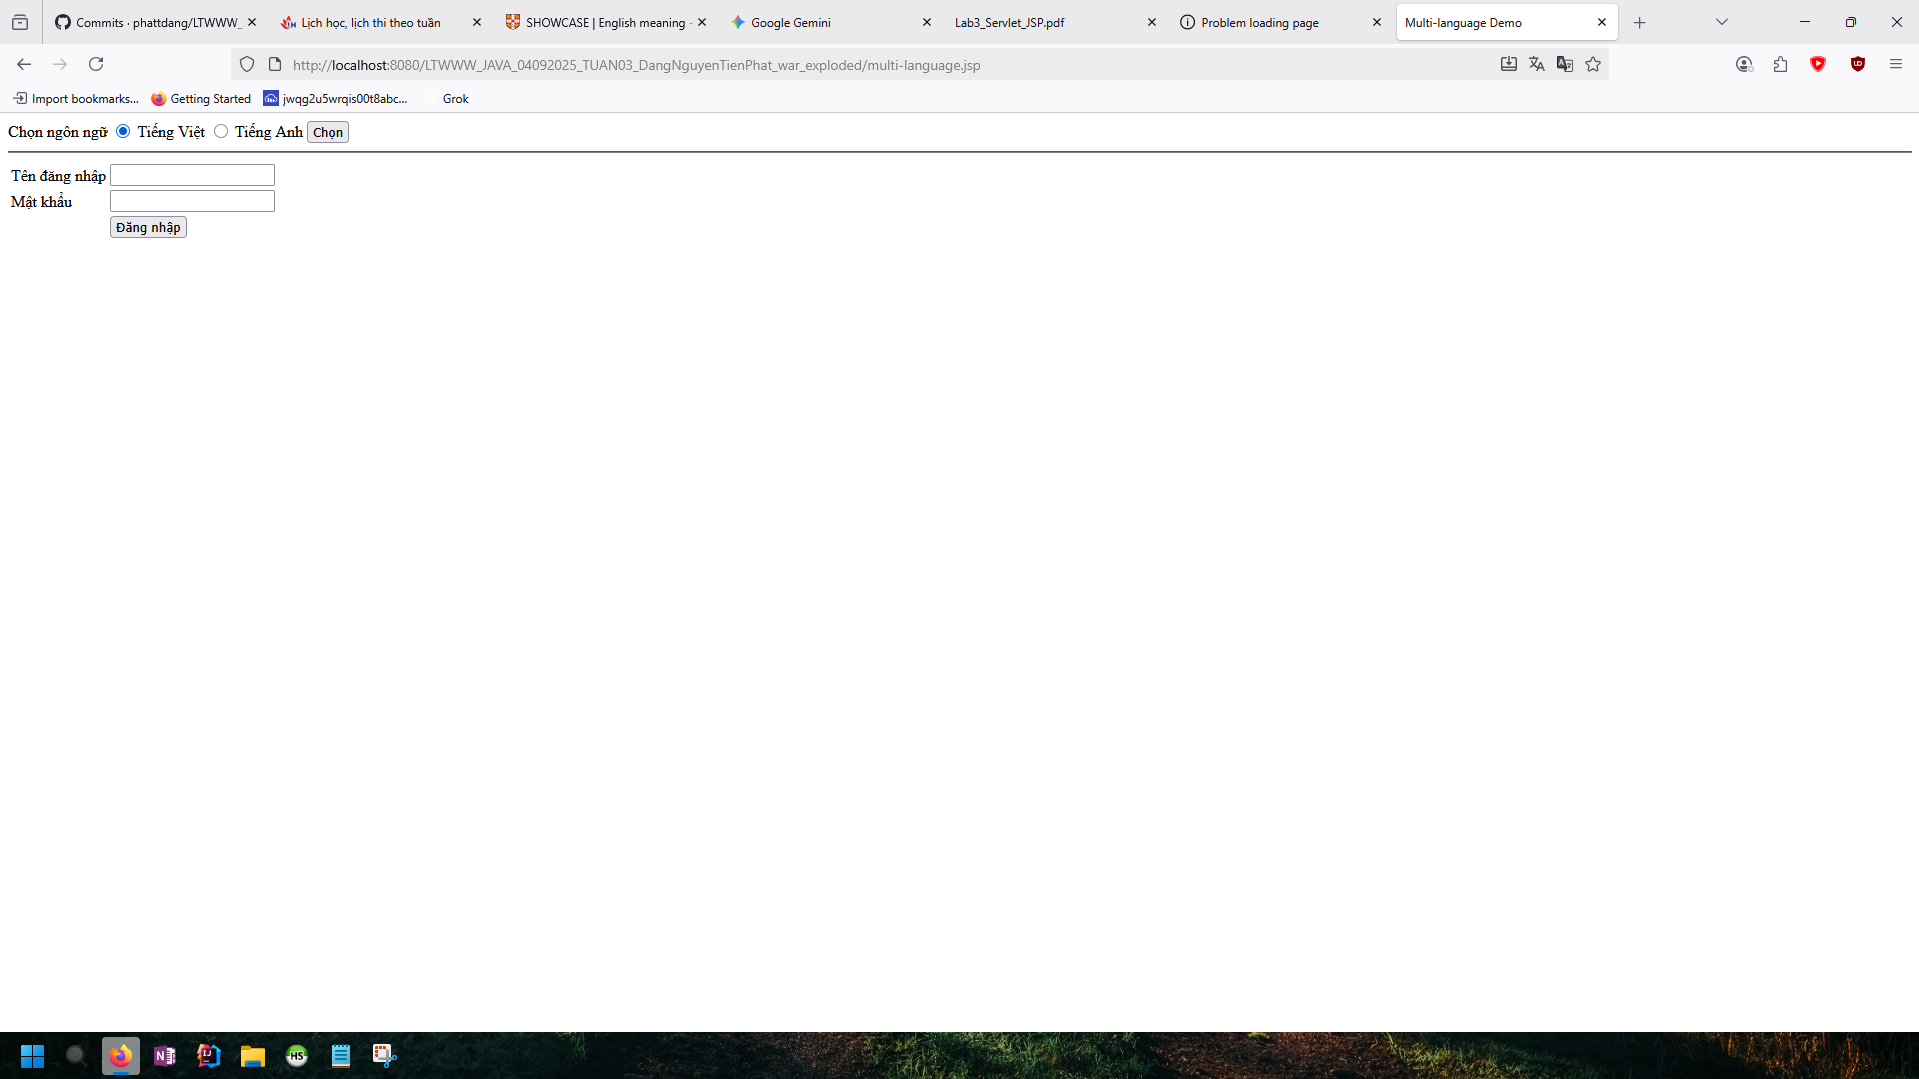 Commits · phattdang/LTWWW_
Lịch học, lịch thi theo tuần
SHOWCASE | English meaning -
Google Gemini
Lab3_Servlet_JSP.pdf
Problem loading page
Multi-language Demo
http://localhost:8080/LTWWW_JAVA_04092025_TUAN03_DangNguyenTienPhat_war_exploded/multi-language.jsp
Import bookmarks...
Getting Started
jwqg2u5wrqis00t8abc...
Grok
Chọn ngôn ngữ Tiếng Việt Tiếng Anh Chọn
Tên đăng nhập
Mật khẩu
Đăng nhập